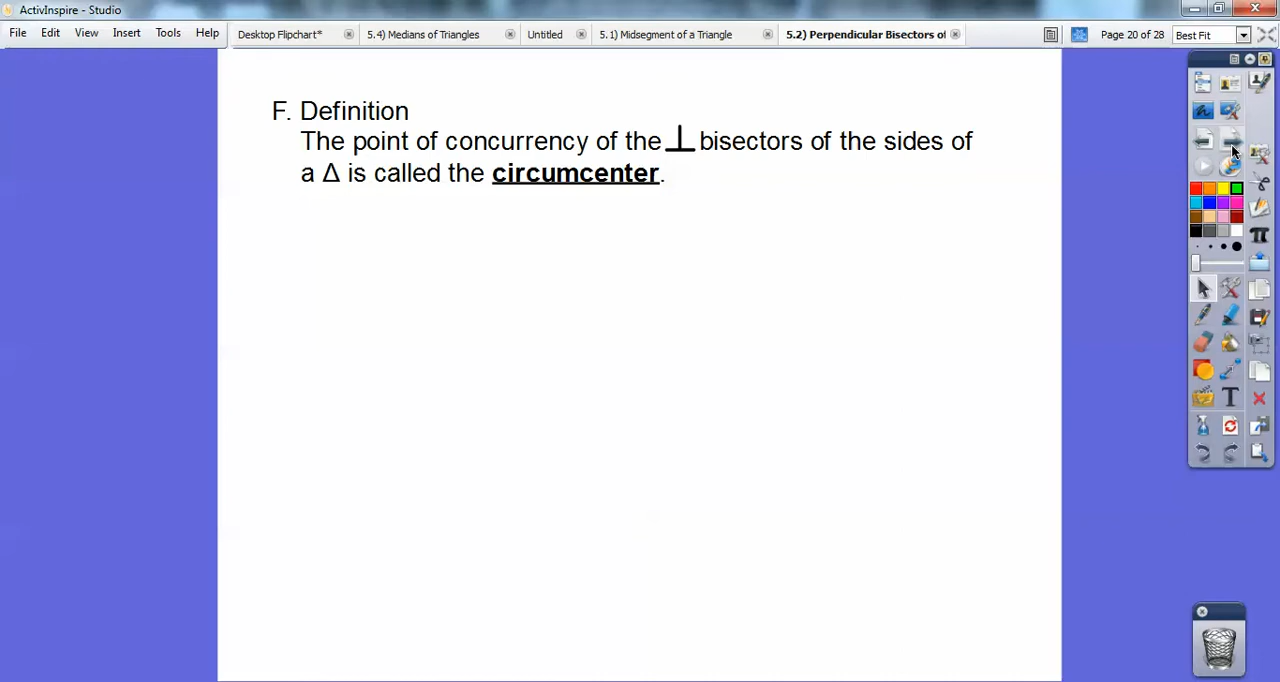 ActivInspire - Studio
File Edit View Insert Tools Help
Desktop Flipchart* 5.4) Medians of Triangles Untitled 5.1) Midsegment of a Triangle 5.2) Perpendicular Bisectors of Page 20 of 28 Best Fit
F. Definition
The point of concurrency of the ⊥ bisectors of the sides of
a Δ is called the circumcenter.